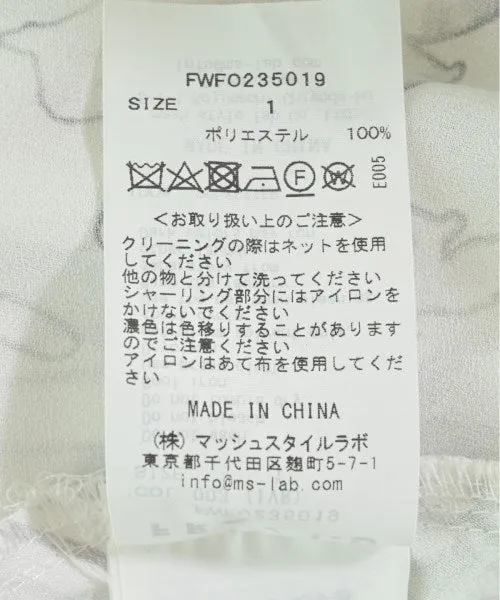 FWFO235019
SIZE 1
ポリエステル 100%
F W
E005
<お取り扱い上のご注意>
クリーニングの際はネットを使用
してください
他の物と分けて洗ってください
シャーリング部分にはアイロンを
かけないでください
濃色は色移りすることがあります
のでご注意ください
アイロンはあて布を使用してくだ
さい
MADE IN CHINA
(株) マッシュスタイルラボ
東京都千代田区麹町5-7-1
info@ms-lab.com